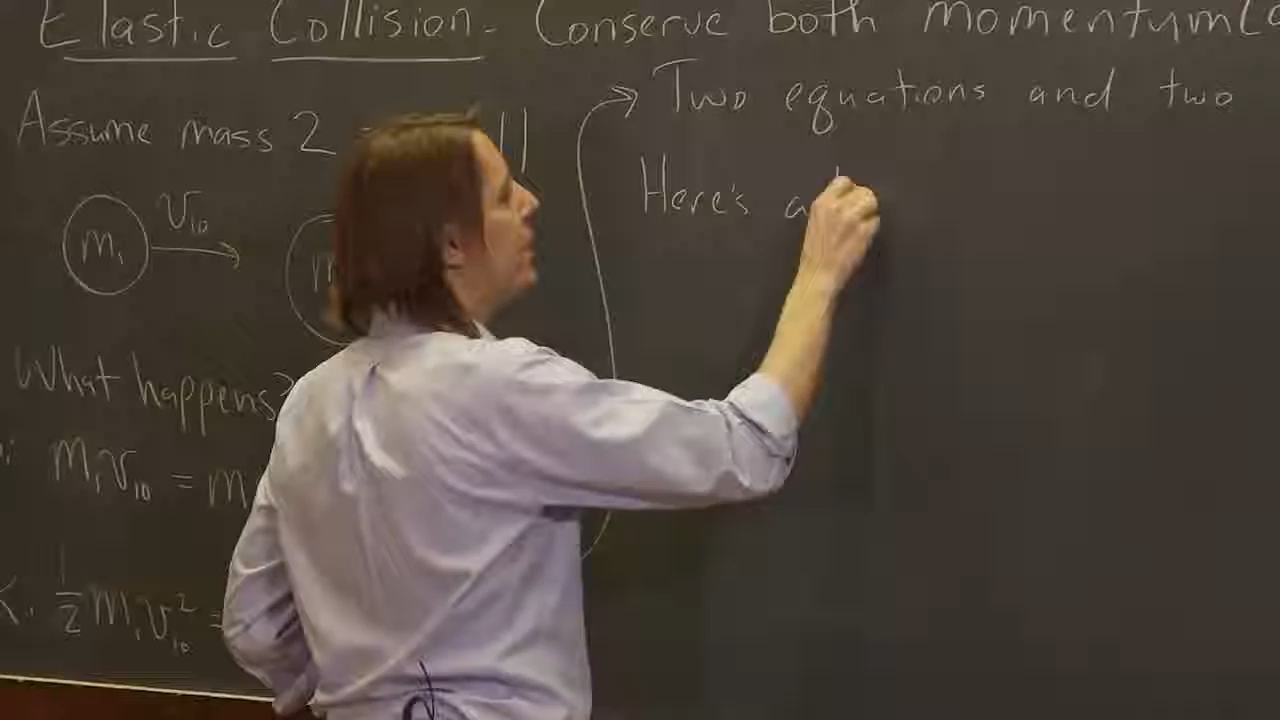 Elastic Collision - Conserve both momentum
Assume mass 2
Two equations and two
Here's a
m₁ v₁₀
What happens?
m₁v₁₀ = m
½ m₁v₁₀² =